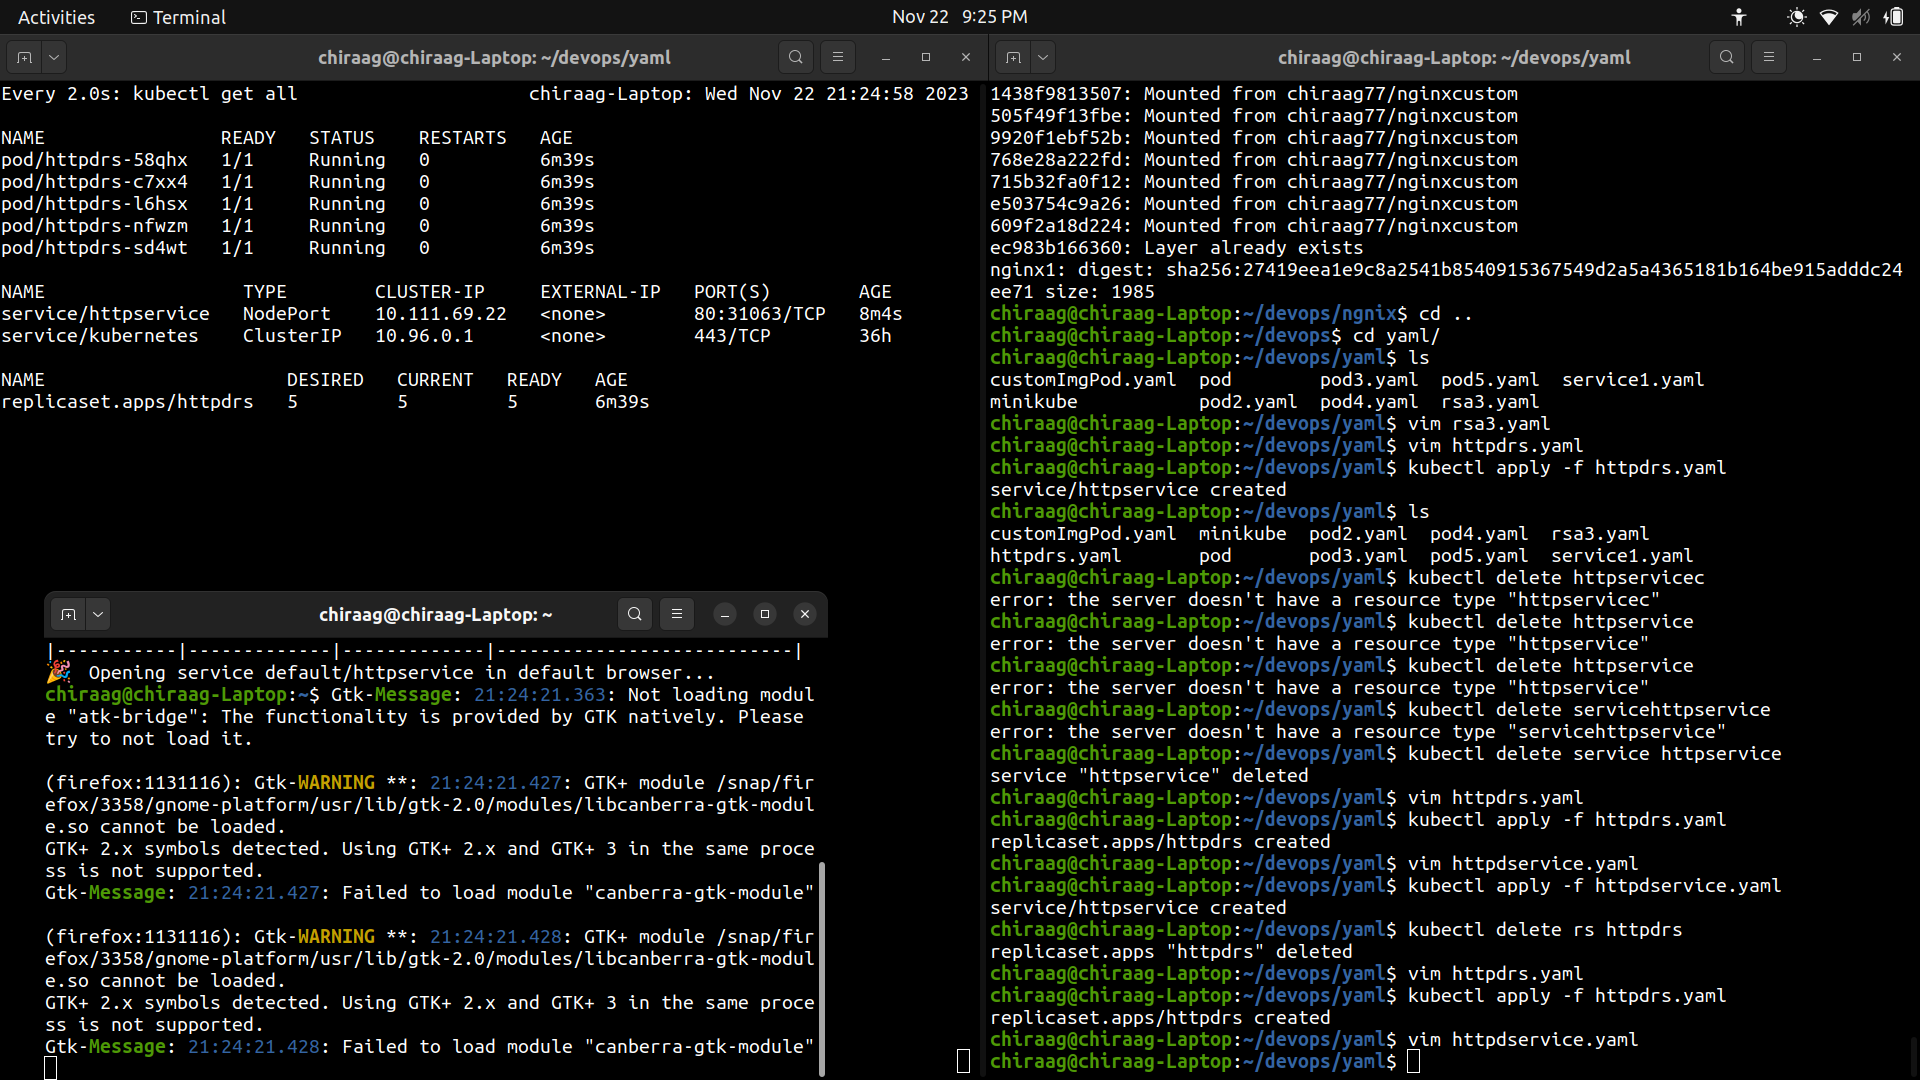 Activities
Terminal
Nov 22 9:25 PM
chiraag@chiraag-Laptop: ~/devops/yaml
Every 2.0s: kubectl get all                     chiraag-Laptop: Wed Nov 22 21:24:58 2023
NAME                READY   STATUS    RESTARTS   AGE
pod/httpdrs-58qhx   1/1     Running   0          6m39s
pod/httpdrs-c7xx4   1/1     Running   0          6m39s
pod/httpdrs-l6hsx   1/1     Running   0          6m39s
pod/httpdrs-nfwzm   1/1     Running   0          6m39s
pod/httpdrs-sd4wt   1/1     Running   0          6m39s
NAME                  TYPE        CLUSTER-IP     EXTERNAL-IP   PORT(S)        AGE
service/httpservice   NodePort    10.111.69.22   <none>        80:31063/TCP   8m4s
service/kubernetes    ClusterIP   10.96.0.1      <none>        443/TCP        36h
NAME                      DESIRED   CURRENT   READY   AGE
replicaset.apps/httpdrs   5         5         5       6m39s
chiraag@chiraag-Laptop: ~
|-----------|-------------|-------------|---------------------------|
🎉  Opening service default/httpservice in default browser...
chiraag@chiraag-Laptop:~$ Gtk-Message: 21:24:21.363: Not loading modul
e "atk-bridge": The functionality is provided by GTK natively. Please
try to not load it.
(firefox:1131116): Gtk-WARNING **: 21:24:21.427: GTK+ module /snap/fir
efox/3358/gnome-platform/usr/lib/gtk-2.0/modules/libcanberra-gtk-modul
e.so cannot be loaded.
GTK+ 2.x symbols detected. Using GTK+ 2.x and GTK+ 3 in the same proce
ss is not supported.
Gtk-Message: 21:24:21.427: Failed to load module "canberra-gtk-module"
(firefox:1131116): Gtk-WARNING **: 21:24:21.428: GTK+ module /snap/fir
efox/3358/gnome-platform/usr/lib/gtk-2.0/modules/libcanberra-gtk-modul
e.so cannot be loaded.
GTK+ 2.x symbols detected. Using GTK+ 2.x and GTK+ 3 in the same proce
ss is not supported.
Gtk-Message: 21:24:21.428: Failed to load module "canberra-gtk-module"
chiraag@chiraag-Laptop: ~/devops/yaml
1438f9813507: Mounted from chiraag77/nginxcustom
505f49f13fbe: Mounted from chiraag77/nginxcustom
9920f1ebf52b: Mounted from chiraag77/nginxcustom
768e28a222fd: Mounted from chiraag77/nginxcustom
715b32fa0f12: Mounted from chiraag77/nginxcustom
e503754c9a26: Mounted from chiraag77/nginxcustom
609f2a18d224: Mounted from chiraag77/nginxcustom
ec983b166360: Layer already exists
nginx1: digest: sha256:27419eea1e9c8a2541b8540915367549d2a5a4365181b164be915adddc24
ee71 size: 1985
chiraag@chiraag-Laptop:~/devops/ngnix$ cd ..
chiraag@chiraag-Laptop:~/devops$ cd yaml/
chiraag@chiraag-Laptop:~/devops/yaml$ ls
customImgPod.yaml  pod        pod3.yaml  pod5.yaml  service1.yaml
minikube           pod2.yaml  pod4.yaml  rsa3.yaml
chiraag@chiraag-Laptop:~/devops/yaml$ vim rsa3.yaml
chiraag@chiraag-Laptop:~/devops/yaml$ vim httpdrs.yaml
chiraag@chiraag-Laptop:~/devops/yaml$ kubectl apply -f httpdrs.yaml
service/httpservice created
chiraag@chiraag-Laptop:~/devops/yaml$ ls
customImgPod.yaml  minikube  pod2.yaml  pod4.yaml  rsa3.yaml
httpdrs.yaml       pod       pod3.yaml  pod5.yaml  service1.yaml
chiraag@chiraag-Laptop:~/devops/yaml$ kubectl delete httpservicec
error: the server doesn't have a resource type "httpservicec"
chiraag@chiraag-Laptop:~/devops/yaml$ kubectl delete httpservice
error: the server doesn't have a resource type "httpservice"
chiraag@chiraag-Laptop:~/devops/yaml$ kubectl delete httpservice
error: the server doesn't have a resource type "httpservice"
chiraag@chiraag-Laptop:~/devops/yaml$ kubectl delete servicehttpservice
error: the server doesn't have a resource type "servicehttpservice"
chiraag@chiraag-Laptop:~/devops/yaml$ kubectl delete service httpservice
service "httpservice" deleted
chiraag@chiraag-Laptop:~/devops/yaml$ vim httpdrs.yaml
chiraag@chiraag-Laptop:~/devops/yaml$ kubectl apply -f httpdrs.yaml
replicaset.apps/httpdrs created
chiraag@chiraag-Laptop:~/devops/yaml$ vim httpdservice.yaml
chiraag@chiraag-Laptop:~/devops/yaml$ kubectl apply -f httpdservice.yaml
service/httpservice created
chiraag@chiraag-Laptop:~/devops/yaml$ kubectl delete rs httpdrs
replicaset.apps "httpdrs" deleted
chiraag@chiraag-Laptop:~/devops/yaml$ vim httpdrs.yaml
chiraag@chiraag-Laptop:~/devops/yaml$ kubectl apply -f httpdrs.yaml
replicaset.apps/httpdrs created
chiraag@chiraag-Laptop:~/devops/yaml$ vim httpdservice.yaml
chiraag@chiraag-Laptop:~/devops/yaml$